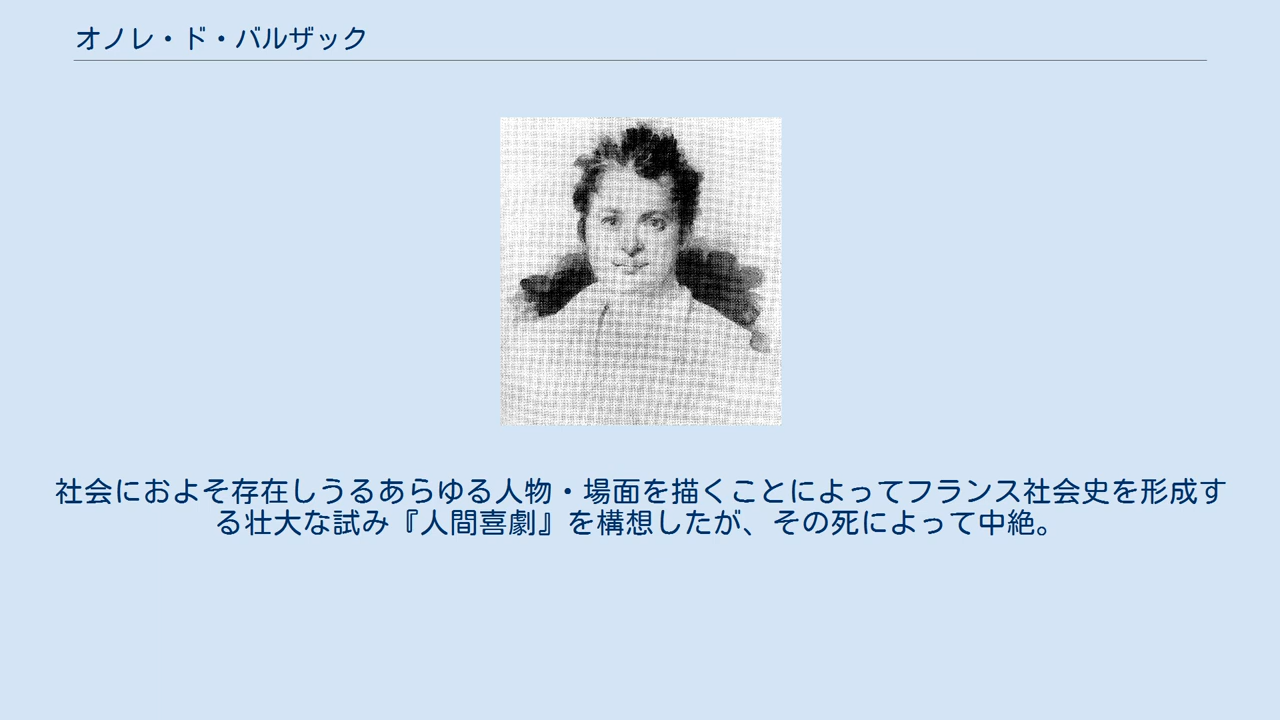 オノレ・ド・バルザック
社会におよそ存在しうるあらゆる人物・場面を描くことによってフランス社会史を形成す
る壮大な試み『人間喜劇』を構想したが、その死によって中絶。